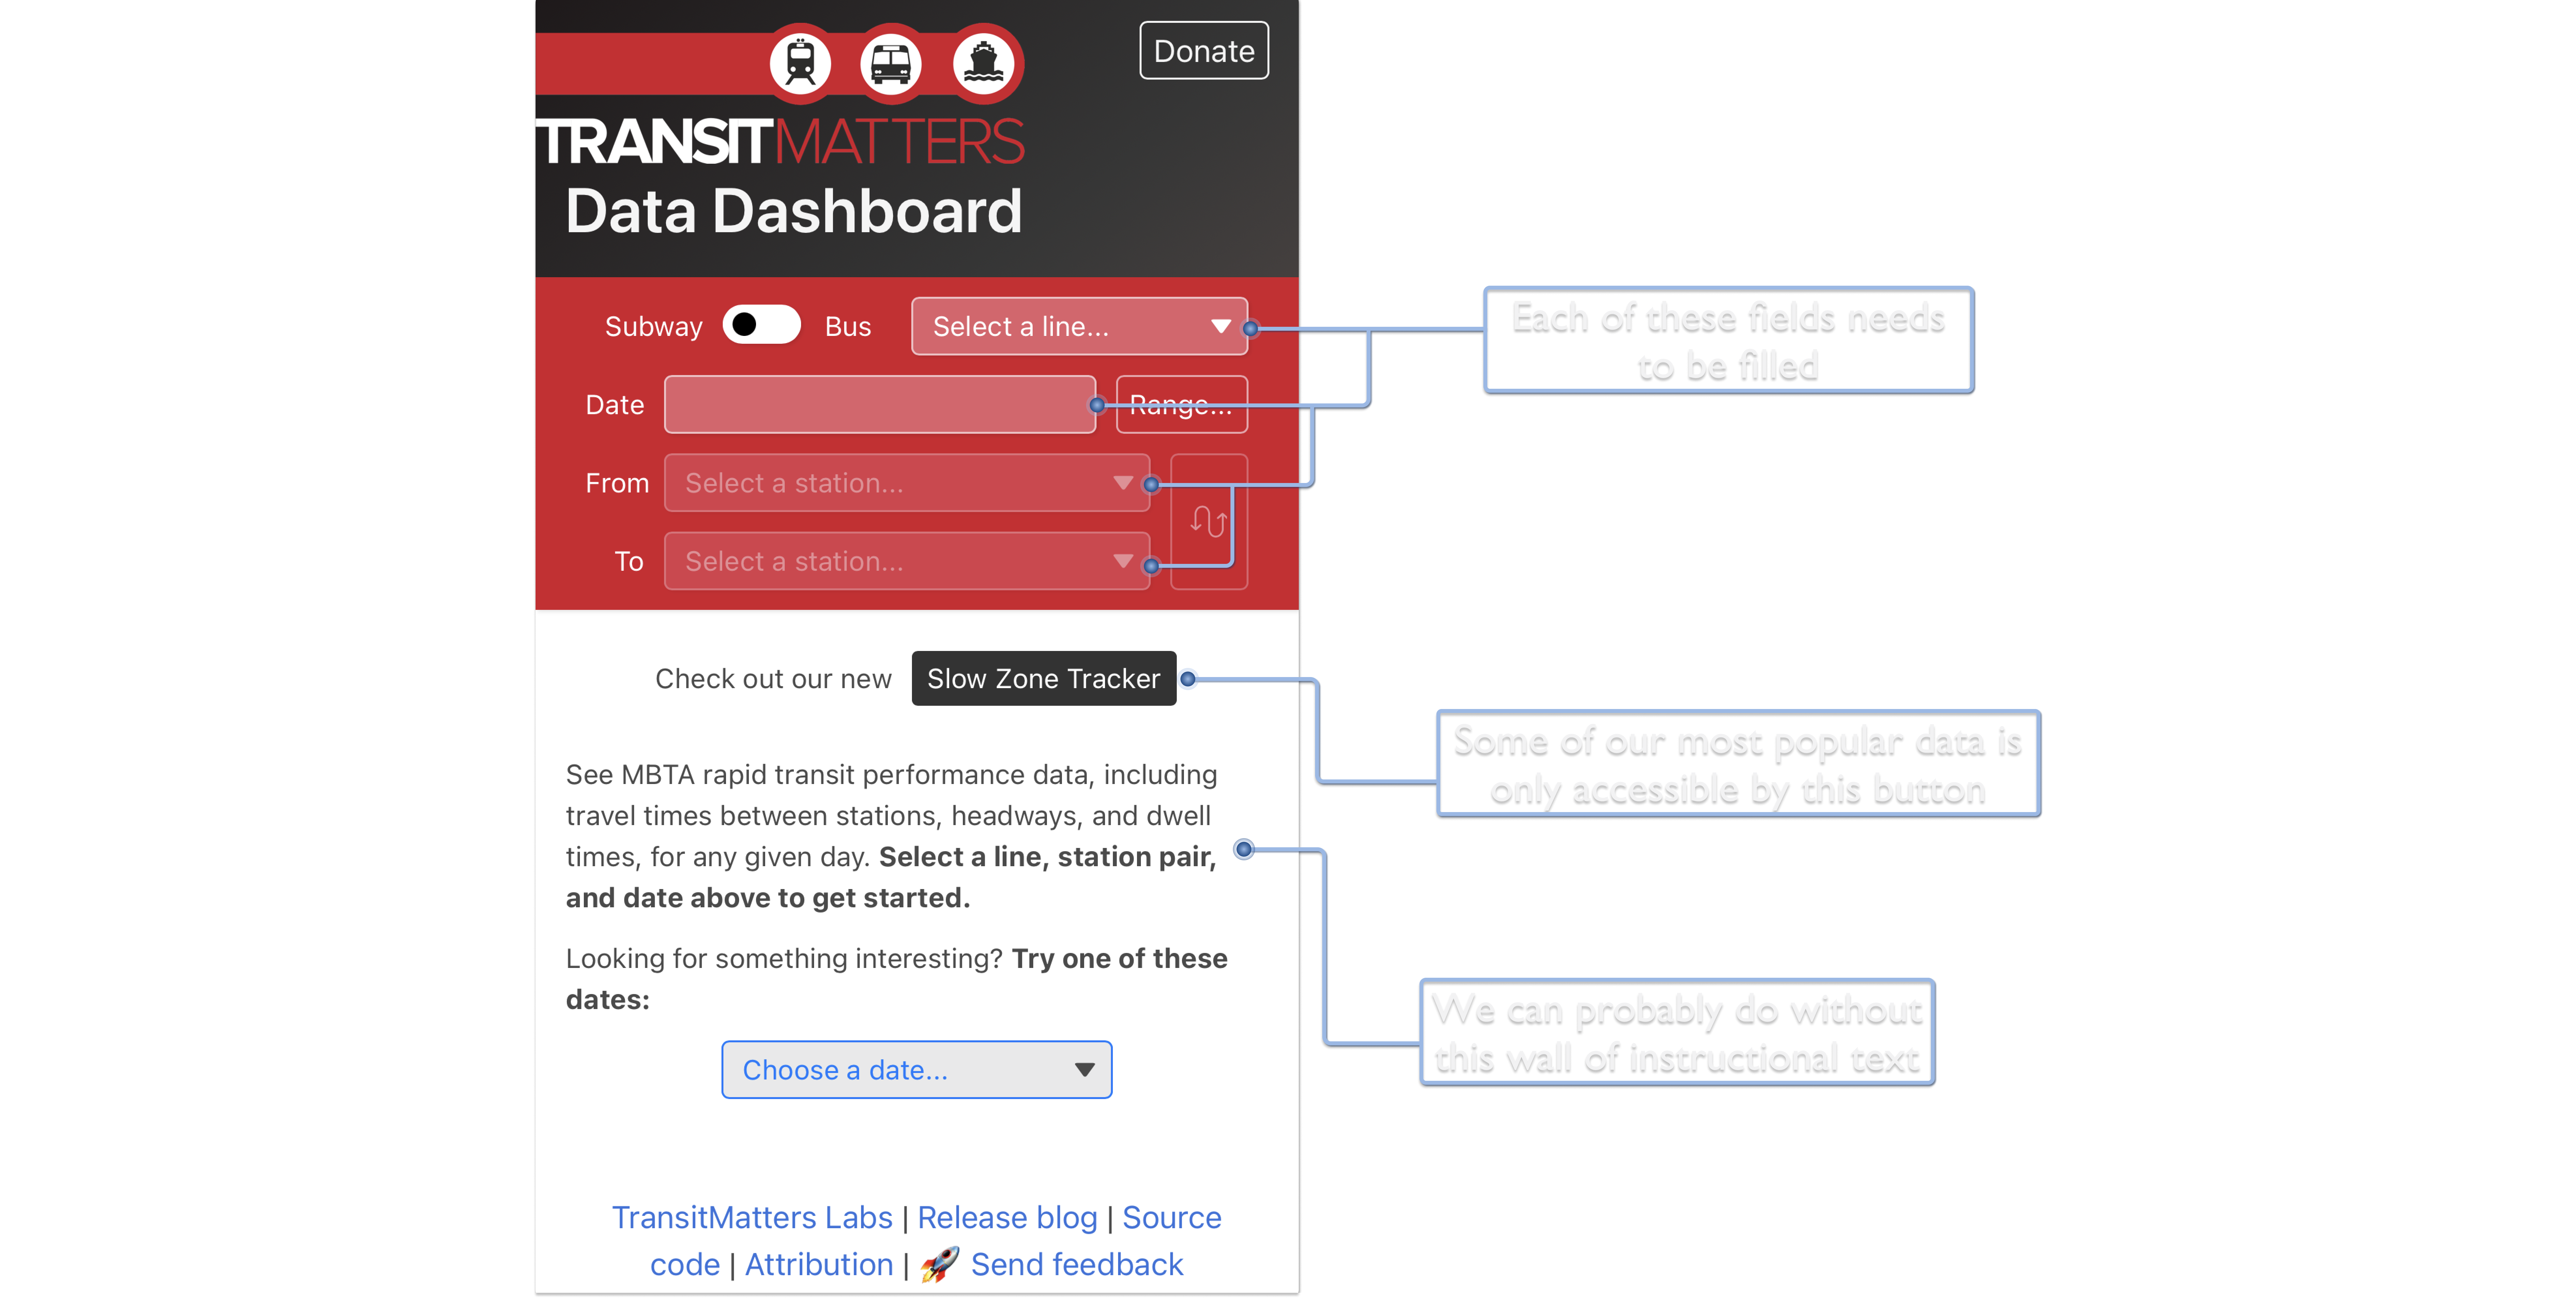 Donate
TRANSITMATTERS
Data Dashboard
Subway Bus Select a line...
Date Range...
From Select a station...
To Select a station...
Each of these fields needs
to be filled
Check out our new Slow Zone Tracker
Some of our most popular data is
only accessible by this button
See MBTA rapid transit performance data, including
travel times between stations, headways, and dwell
times, for any given day. Select a line, station pair,
and date above to get started.
Looking for something interesting? Try one of these
dates:
We can probably do without
this wall of instructional text
Choose a date...
TransitMatters Labs | Release blog | Source
code | Attribution | 🚀 Send feedback